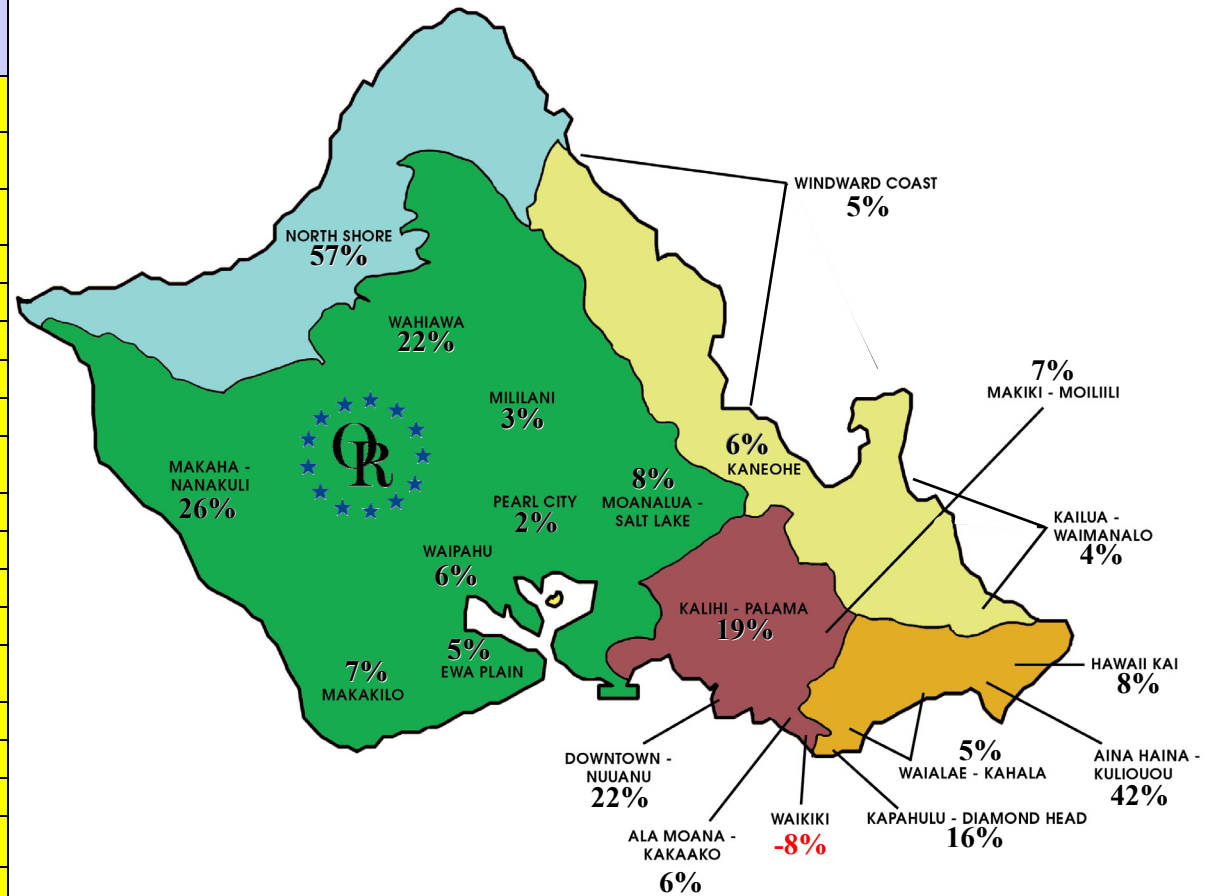 WINDWARD COAST
5%
NORTH SHORE
57%
WAHIAWA
22%
7%
MAKIKI - MOILIILI
MILILANI
3%
6%
KANEOHE
MAKAHA -
NANAKULI
26%
OR
8%
MOANALUA -
SALT LAKE
PEARL CITY
2%
KAILUA -
WAIMANALO
4%
WAIPAHU
6%
KALIHI - PALAMA
19%
5%
EWA PLAIN
7%
MAKAKILO
HAWAII KAI
8%
DOWNTOWN -
NUUANU
22%
5%
WAIALAE - KAHALA
AINA HAINA -
KULIOUOU
42%
WAIKIKI
-8%
KAPAHULU - DIAMOND HEAD
16%
ALA MOANA -
KAKAAKO
6%